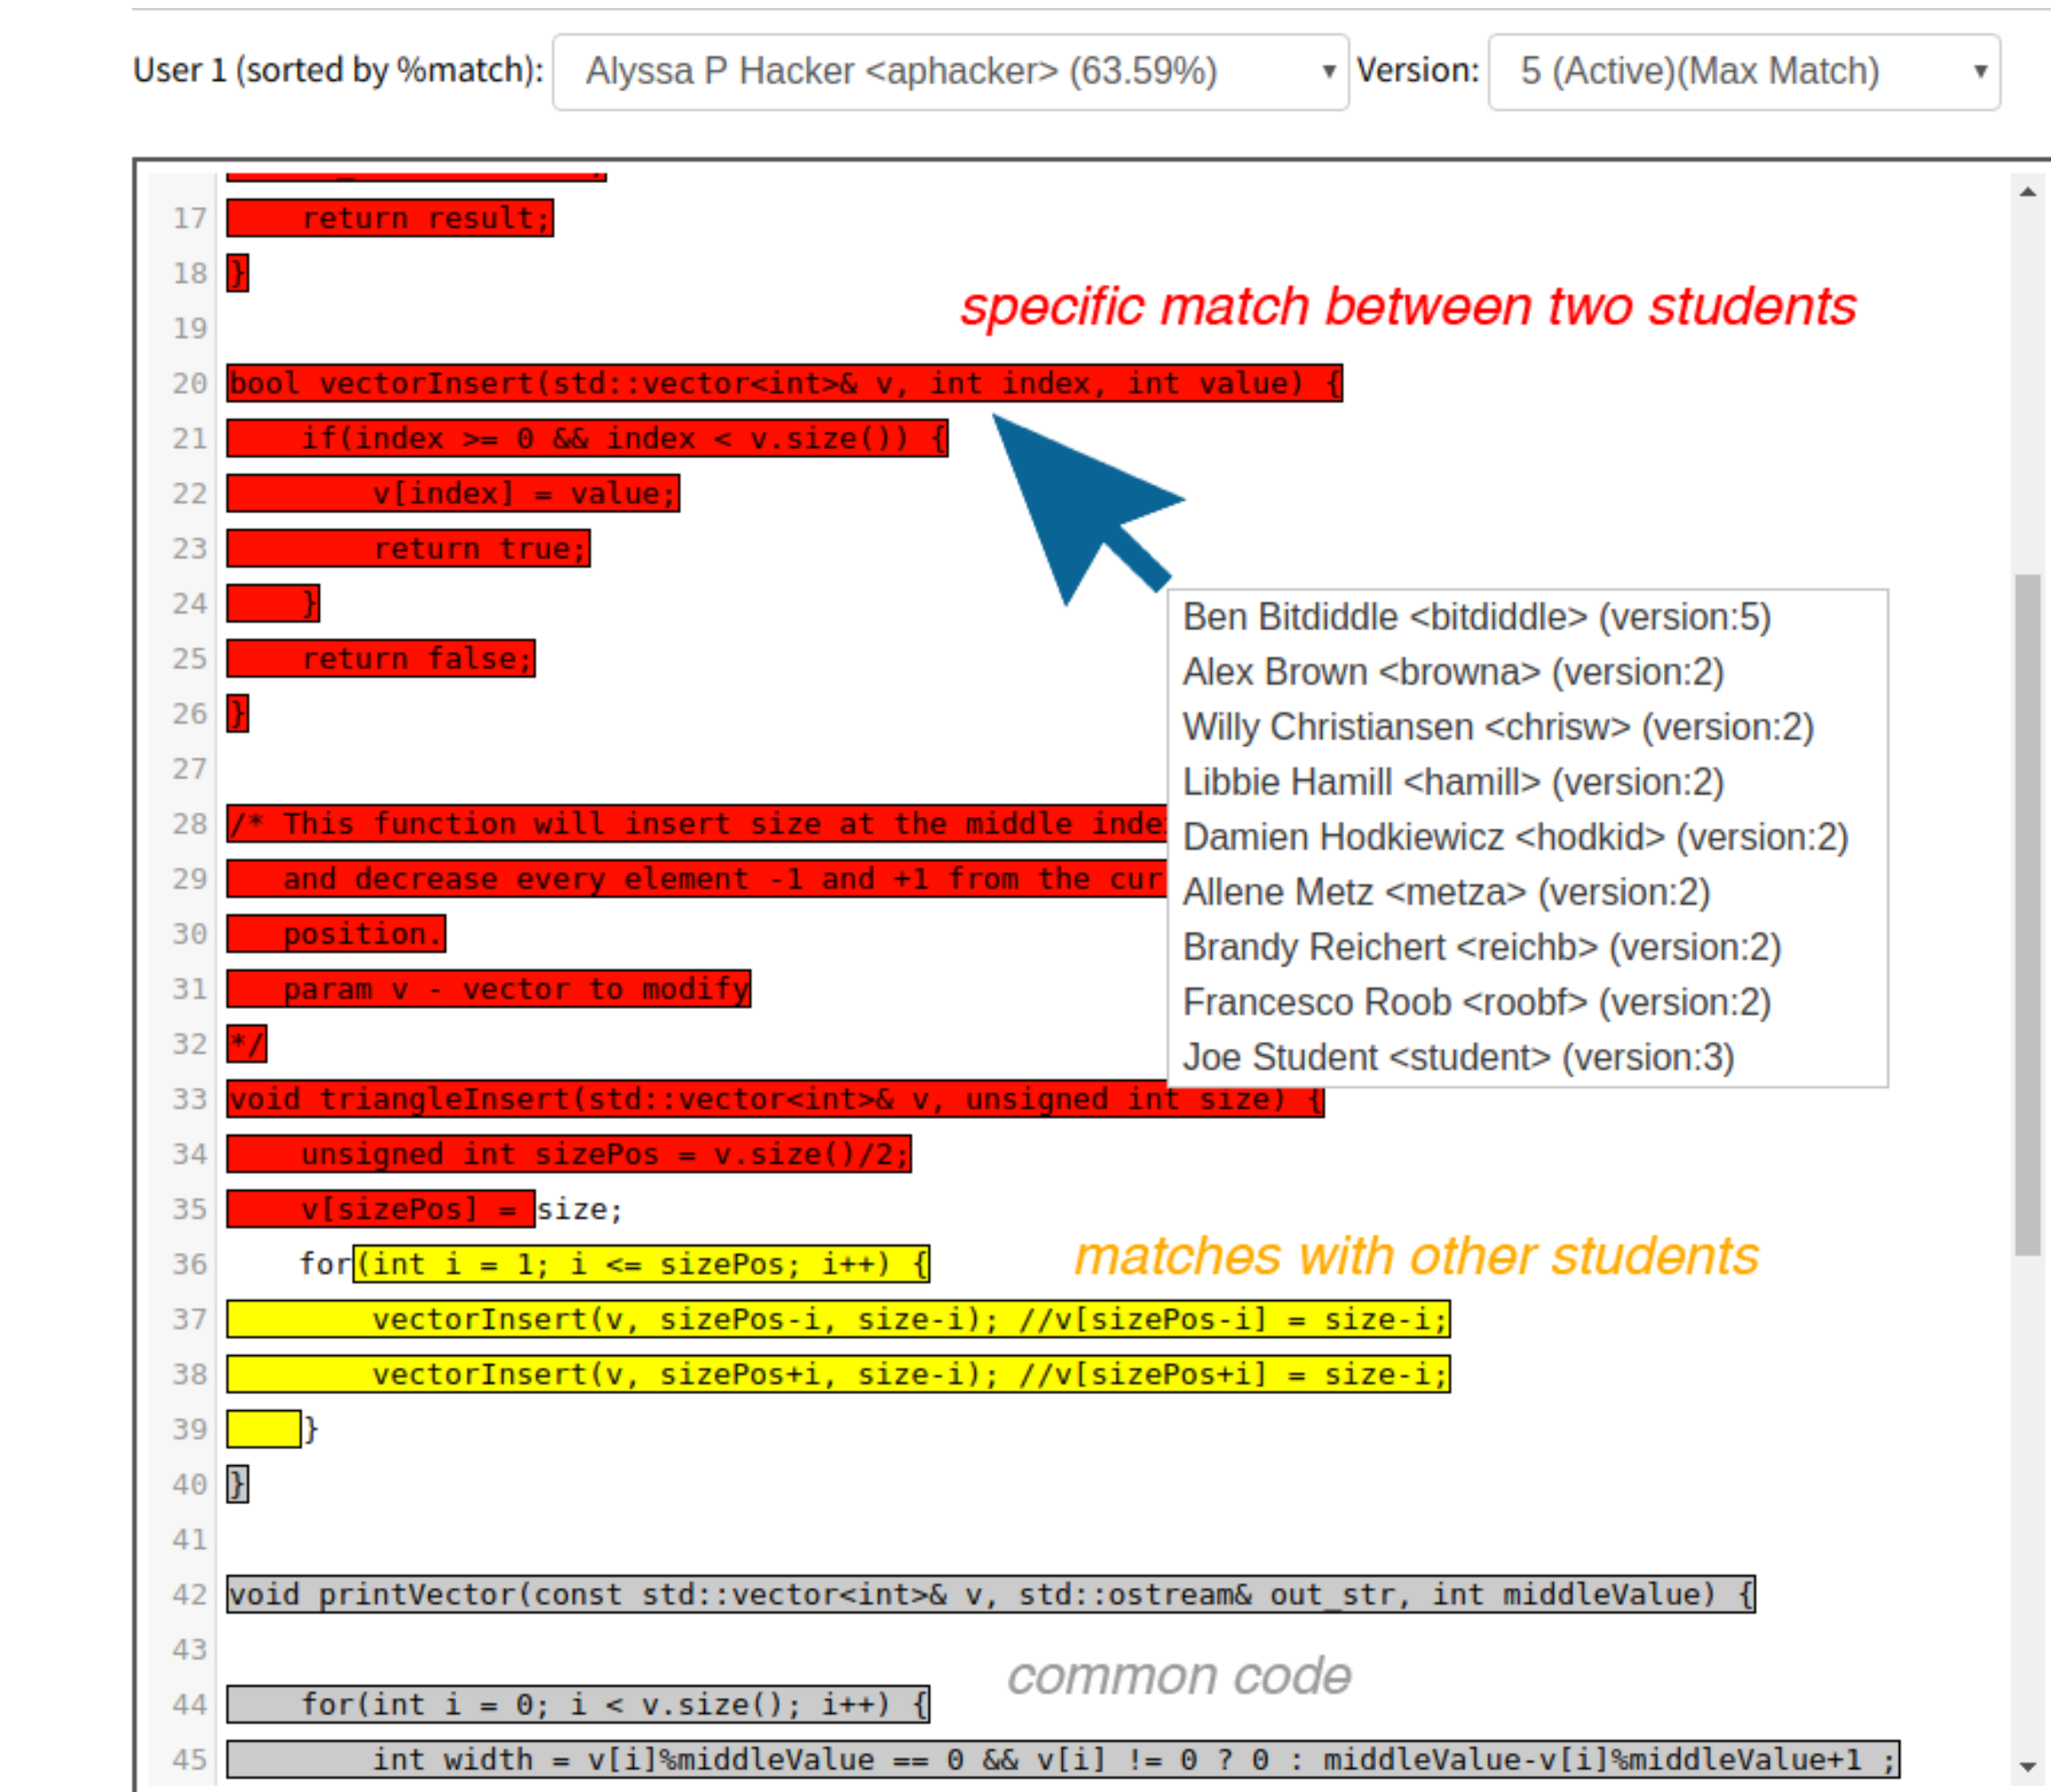 User 1 (sorted by %match): Alyssa P Hacker <aphacker> (63.59%) Version: 5 (Active)(Max Match)
17     return result;
18 }
specific match between two students
19
20 bool vectorInsert(std::vector<int>& v, int index, int value) {
21     if(index >= 0 && index < v.size()) {
22         v[index] = value;
23         return true;
24     }
25     return false;
26 }
27
28 /* This function will insert size at the middle inde
29    and decrease every element -1 and +1 from the cur
30    position.
31    param v - vector to modify
32 */
Ben Bitdiddle <bitdiddle> (version:5)
Alex Brown <browna> (version:2)
Willy Christiansen <chrisw> (version:2)
Libbie Hamill <hamill> (version:2)
Damien Hodkiewicz <hodkid> (version:2)
Allene Metz <metza> (version:2)
Brandy Reichert <reichb> (version:2)
Francesco Roob <roobf> (version:2)
Joe Student <student> (version:3)
33 void triangleInsert(std::vector<int>& v, unsigned int size) {
34     unsigned int sizePos = v.size()/2;
35     v[sizePos] = size;
36     for(int i = 1; i <= sizePos; i++) {
matches with other students
37         vectorInsert(v, sizePos-i, size-i); //v[sizePos-i] = size-i;
38         vectorInsert(v, sizePos+i, size-i); //v[sizePos+i] = size-i;
39     }
40 }
41
42 void printVector(const std::vector<int>& v, std::ostream& out_str, int middleValue) {
43
common code
44     for(int i = 0; i < v.size(); i++) {
45         int width = v[i]%middleValue == 0 && v[i] != 0 ? 0 : middleValue-v[i]%middleValue+1 ;